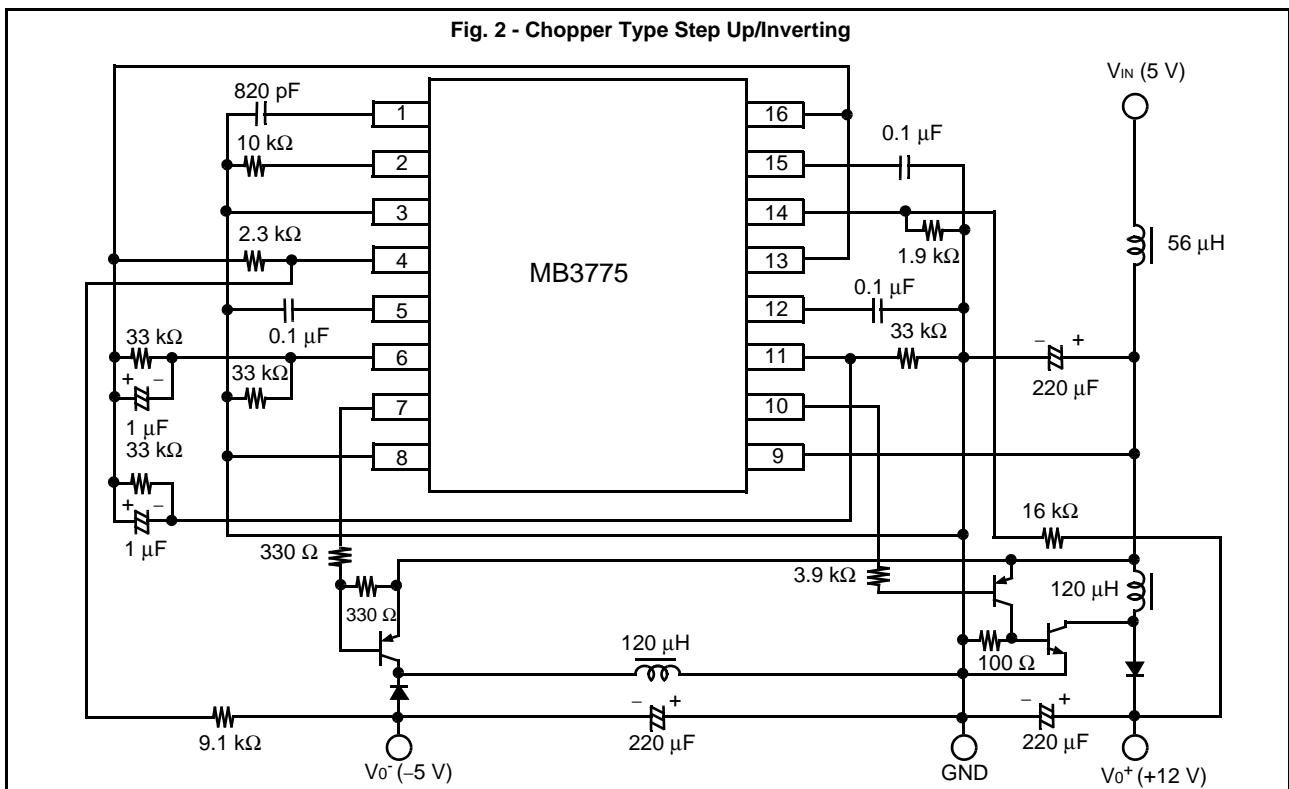 Fig. 2 - Chopper Type Step Up/Inverting
VIN (5 V)
820 pF
1
16
0.1 μF
10 kΩ
2
15
3
14
2.3 kΩ
1.9 kΩ
56 μH
4
13
MB3775
0.1 μF
5
12
0.1 μF
33 kΩ
33 kΩ
6
11
+ −
33 kΩ
− +
220 μF
1 μF
7
10
33 kΩ
8
9
+ −
1 μF
16 kΩ
330 Ω
3.9 kΩ
330 Ω
120 μH
120 μH
100 Ω
− +
− +
9.1 kΩ
220 μF
220 μF
V0- (−5 V)
GND
V0+ (+12 V)